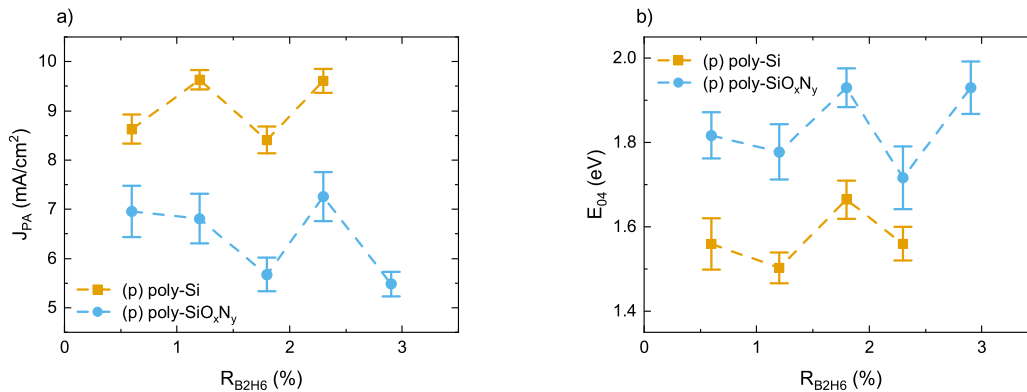 a)
10
9
8
7
6
5
J_PA (mA/cm²)
(p) poly-Si
(p) poly-SiO_xN_y
0 1 2 3
R_B2H6 (%)
b)
2.0
1.8
1.6
1.4
E_04 (eV)
(p) poly-Si
(p) poly-SiO_xN_y
0 1 2 3
R_B2H6 (%)